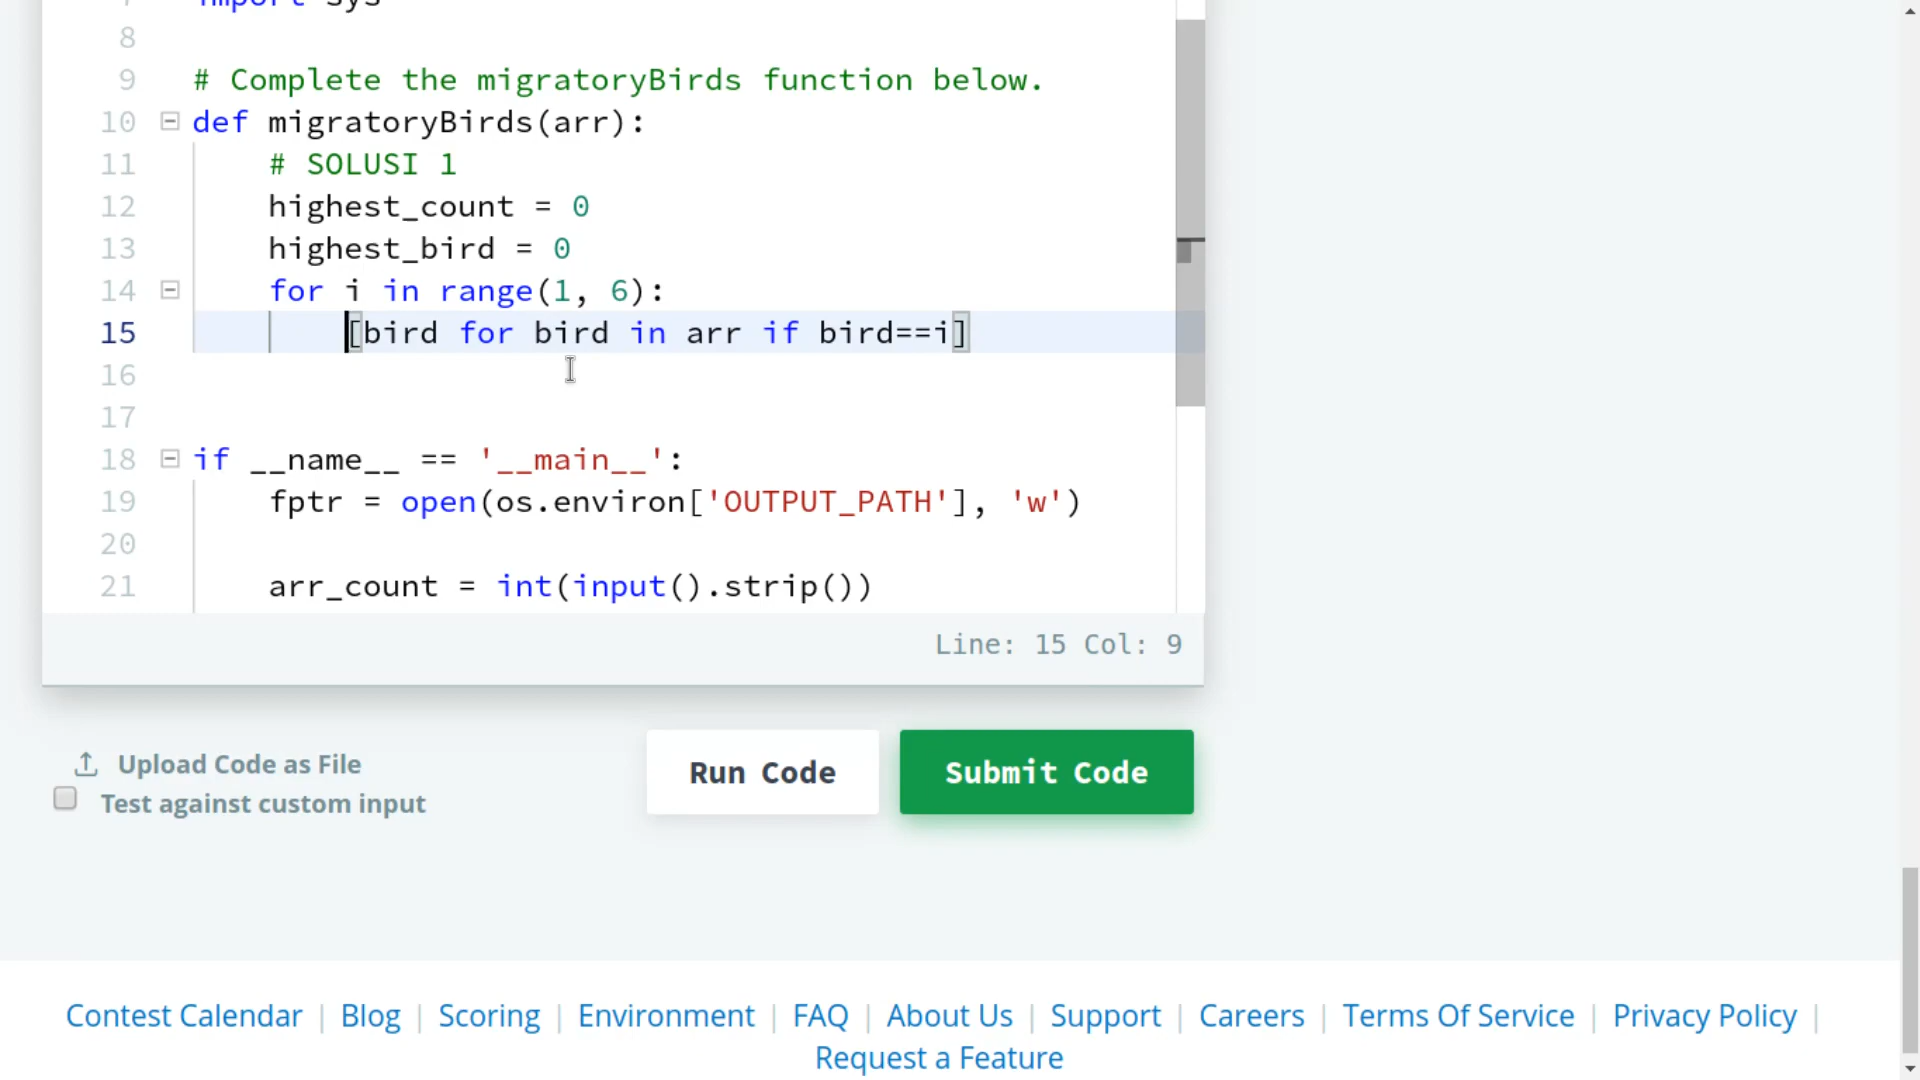 7 import sys
8
9 # Complete the migratoryBirds function below.
10 def migratoryBirds(arr):
11 # SOLUSI 1
12 highest_count = 0
13 highest_bird = 0
14 for i in range(1, 6):
15 [bird for bird in arr if bird==i]
16
17
18 if __name__ == '__main__':
19 fptr = open(os.environ['OUTPUT_PATH'], 'w')
20
21 arr_count = int(input().strip())
Line: 15 Col: 9
Upload Code as File
Test against custom input
Run Code Submit Code
Contest Calendar | Blog | Scoring | Environment | FAQ | About Us | Support | Careers | Terms Of Service | Privacy Policy |
Request a Feature